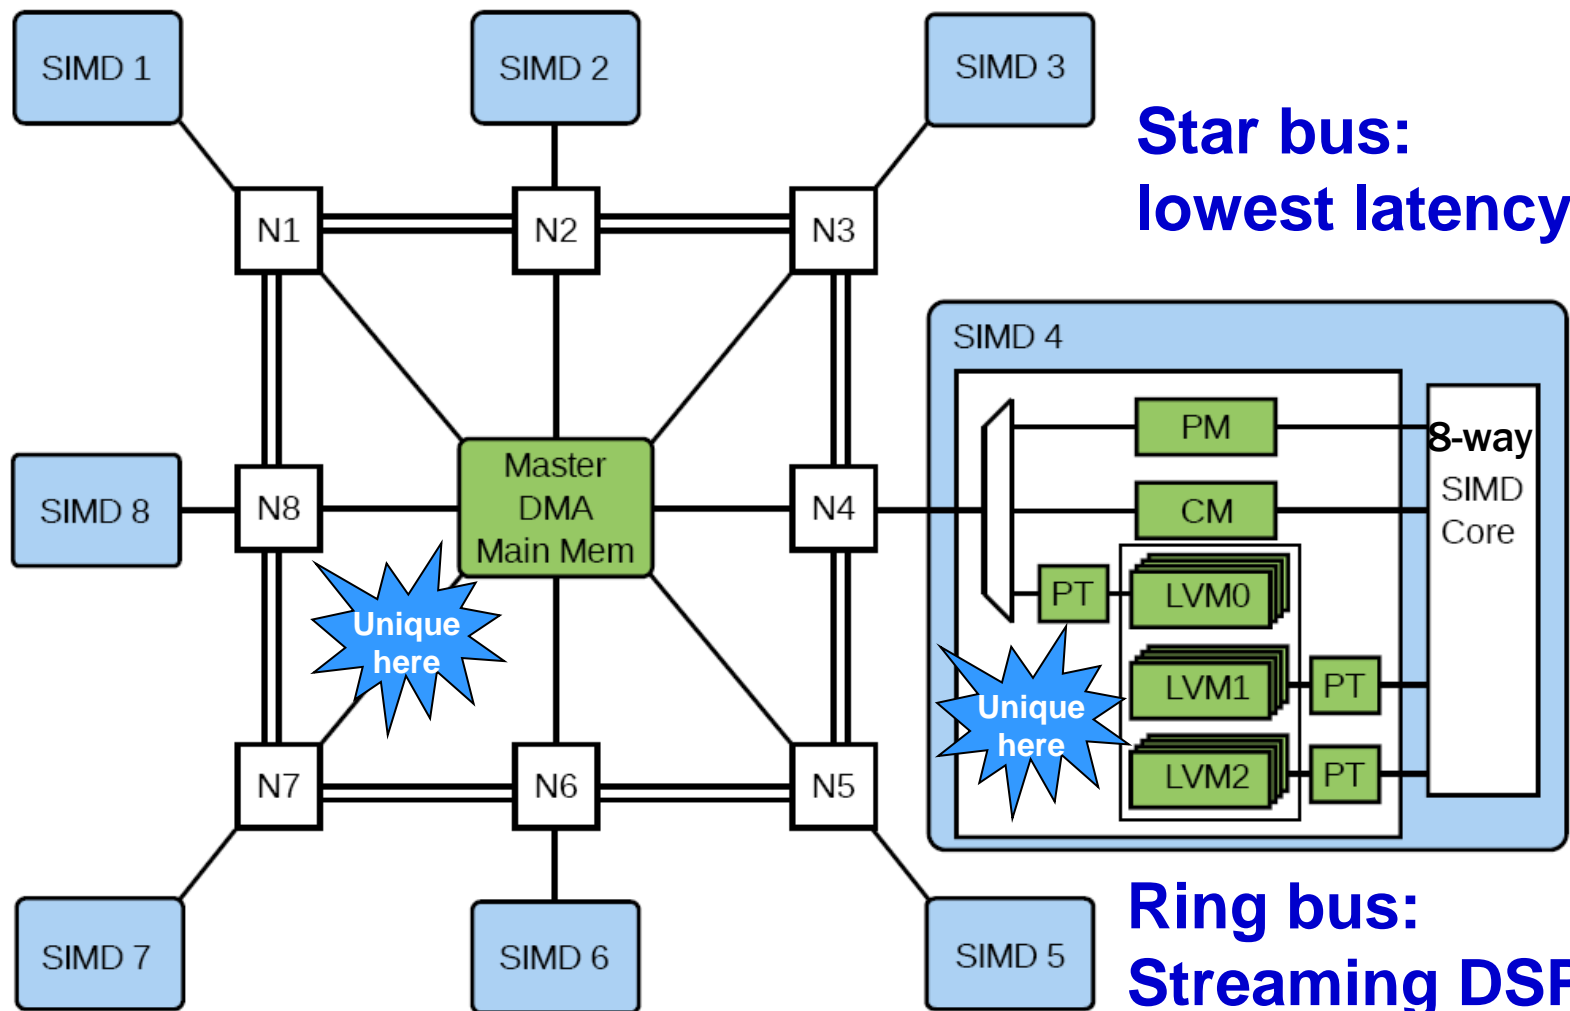 SIMD 1
SIMD 2
SIMD 3
Star bus:
lowest latency
N1
N2
N3
SIMD 4
PM
8-way
SIMD
Core
CM
Master
DMA
Main Mem
SIMD 8
N8
N4
PT
LVM0
Unique
here
LVM1
PT
Unique
here
LVM2
PT
N7
N6
N5
Ring bus:
Streaming DSP
SIMD 7
SIMD 6
SIMD 5